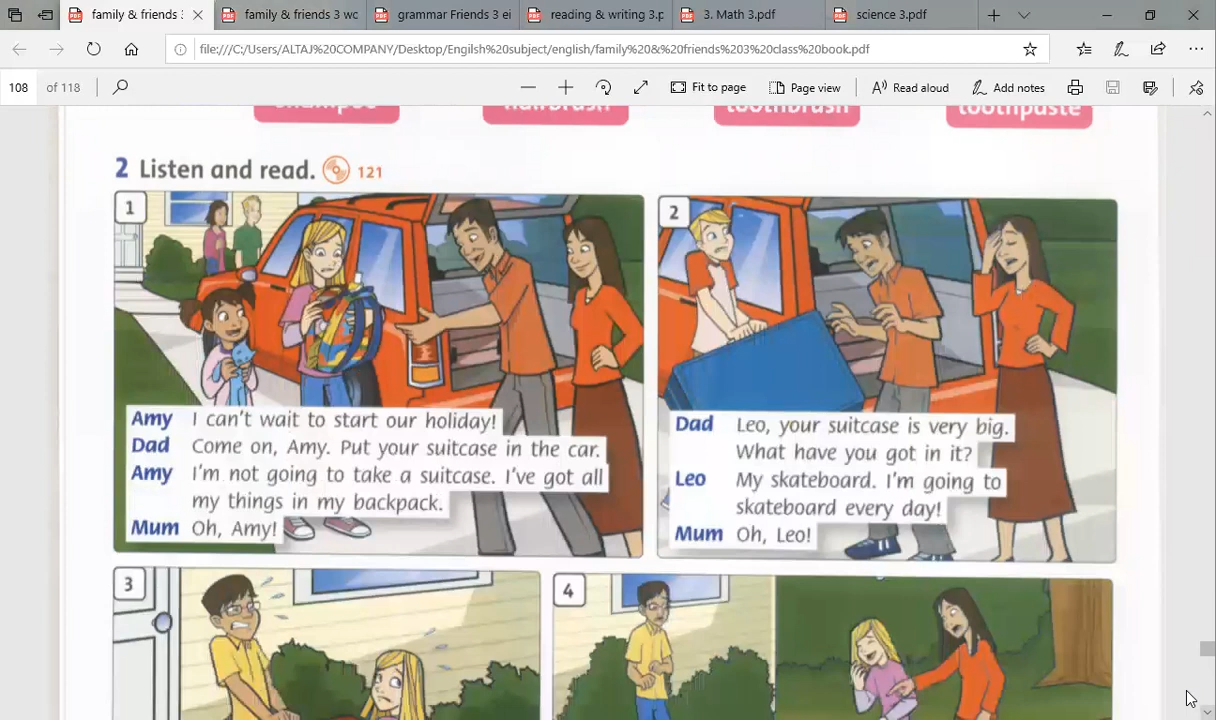 family & friends 3
family & friends 3 wc
grammar Friends 3 ei
reading & writing 3.p
3. Math 3.pdf
science 3.pdf
file:///C:/Users/ALTAJ%20COMPANY/Desktop/Engilsh%20subject/english/family%20&%20friends%203%20class%20book.pdf
108 of 118
Fit to page
Page view
Read aloud
Add notes
shampoo
hairbrush
toothbrush
toothpaste
2 Listen and read. 121
1
Amy I can't wait to start our holiday!
Dad Come on, Amy. Put your suitcase in the car.
Amy I'm not going to take a suitcase. I've got all
my things in my backpack.
Mum Oh, Amy!
2
Dad Leo, your suitcase is very big.
What have you got in it?
Leo My skateboard. I'm going to
skateboard every day!
Mum Oh, Leo!
3
4